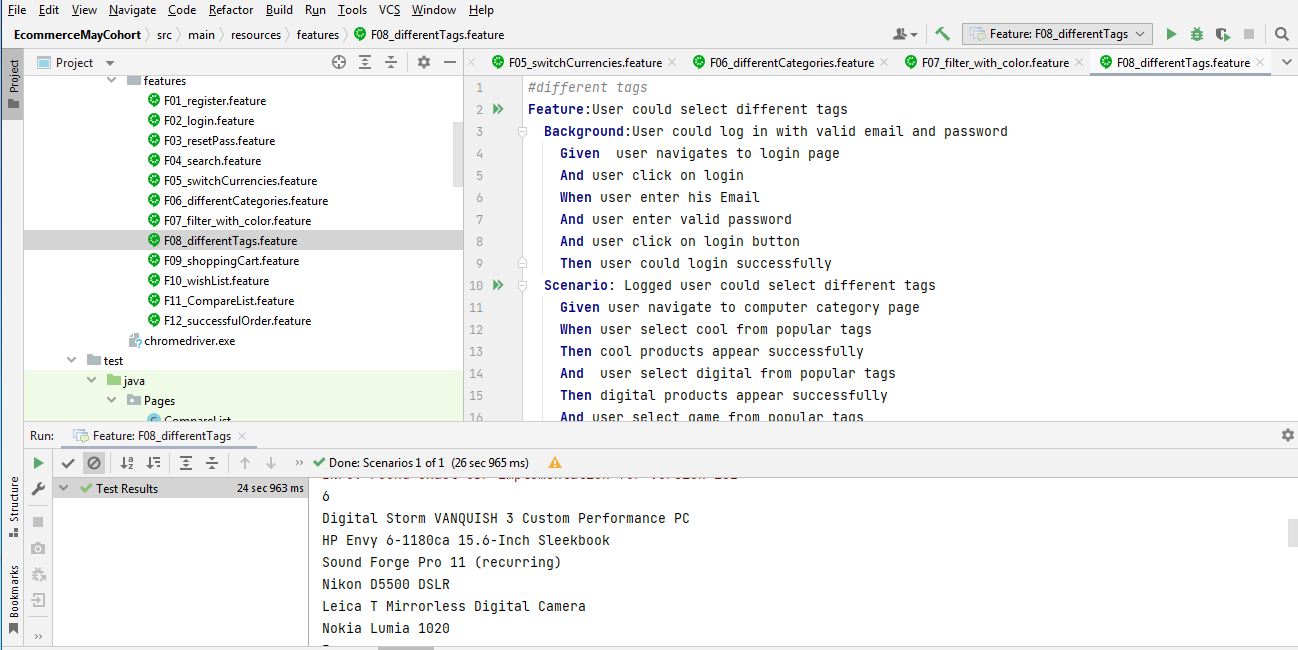 File Edit View Navigate Code Refactor Build Run Tools VCS Window Help
EcommerceMayCohort src main resources features F08_differentTags.feature
Feature: F08_differentTags
Project
Project
F05_switchCurrencies.feature
F06_differentCategories.feature
F07_filter_with_color.feature
F08_differentTags.feature
features
F01_register.feature
F02_login.feature
F03_resetPass.feature
F04_search.feature
F05_switchCurrencies.feature
F06_differentCategories.feature
F07_filter_with_color.feature
F08_differentTags.feature
F09_shoppingCart.feature
F10_wishList.feature
F11_CompareList.feature
F12_successfulOrder.feature
chromedriver.exe
test
java
Pages
CompareList
1 #different tags
2 Feature:User could select different tags
3 Background:User could log in with valid email and password
4 Given  user navigates to login page
5 And user click on login
6 When user enter his Email
7 And user enter valid password
8 And user click on login button
9 Then user could login successfully
10 Scenario: Logged user could select different tags
11 Given user navigate to computer category page
12 When user select cool from popular tags
13 Then cool products appear successfully
14 And  user select digital from popular tags
15 Then digital products appear successfully
16 And user select game from popular tags
Run: Feature: F08_differentTags
Done: Scenarios 1 of 1 (26 sec 965 ms)
Structure
Bookmarks
Test Results 24 sec 963 ms
6
Digital Storm VANQUISH 3 Custom Performance PC
HP Envy 6-1180ca 15.6-Inch Sleekbook
Sound Forge Pro 11 (recurring)
Nikon D5500 DSLR
Leica T Mirrorless Digital Camera
Nokia Lumia 1020